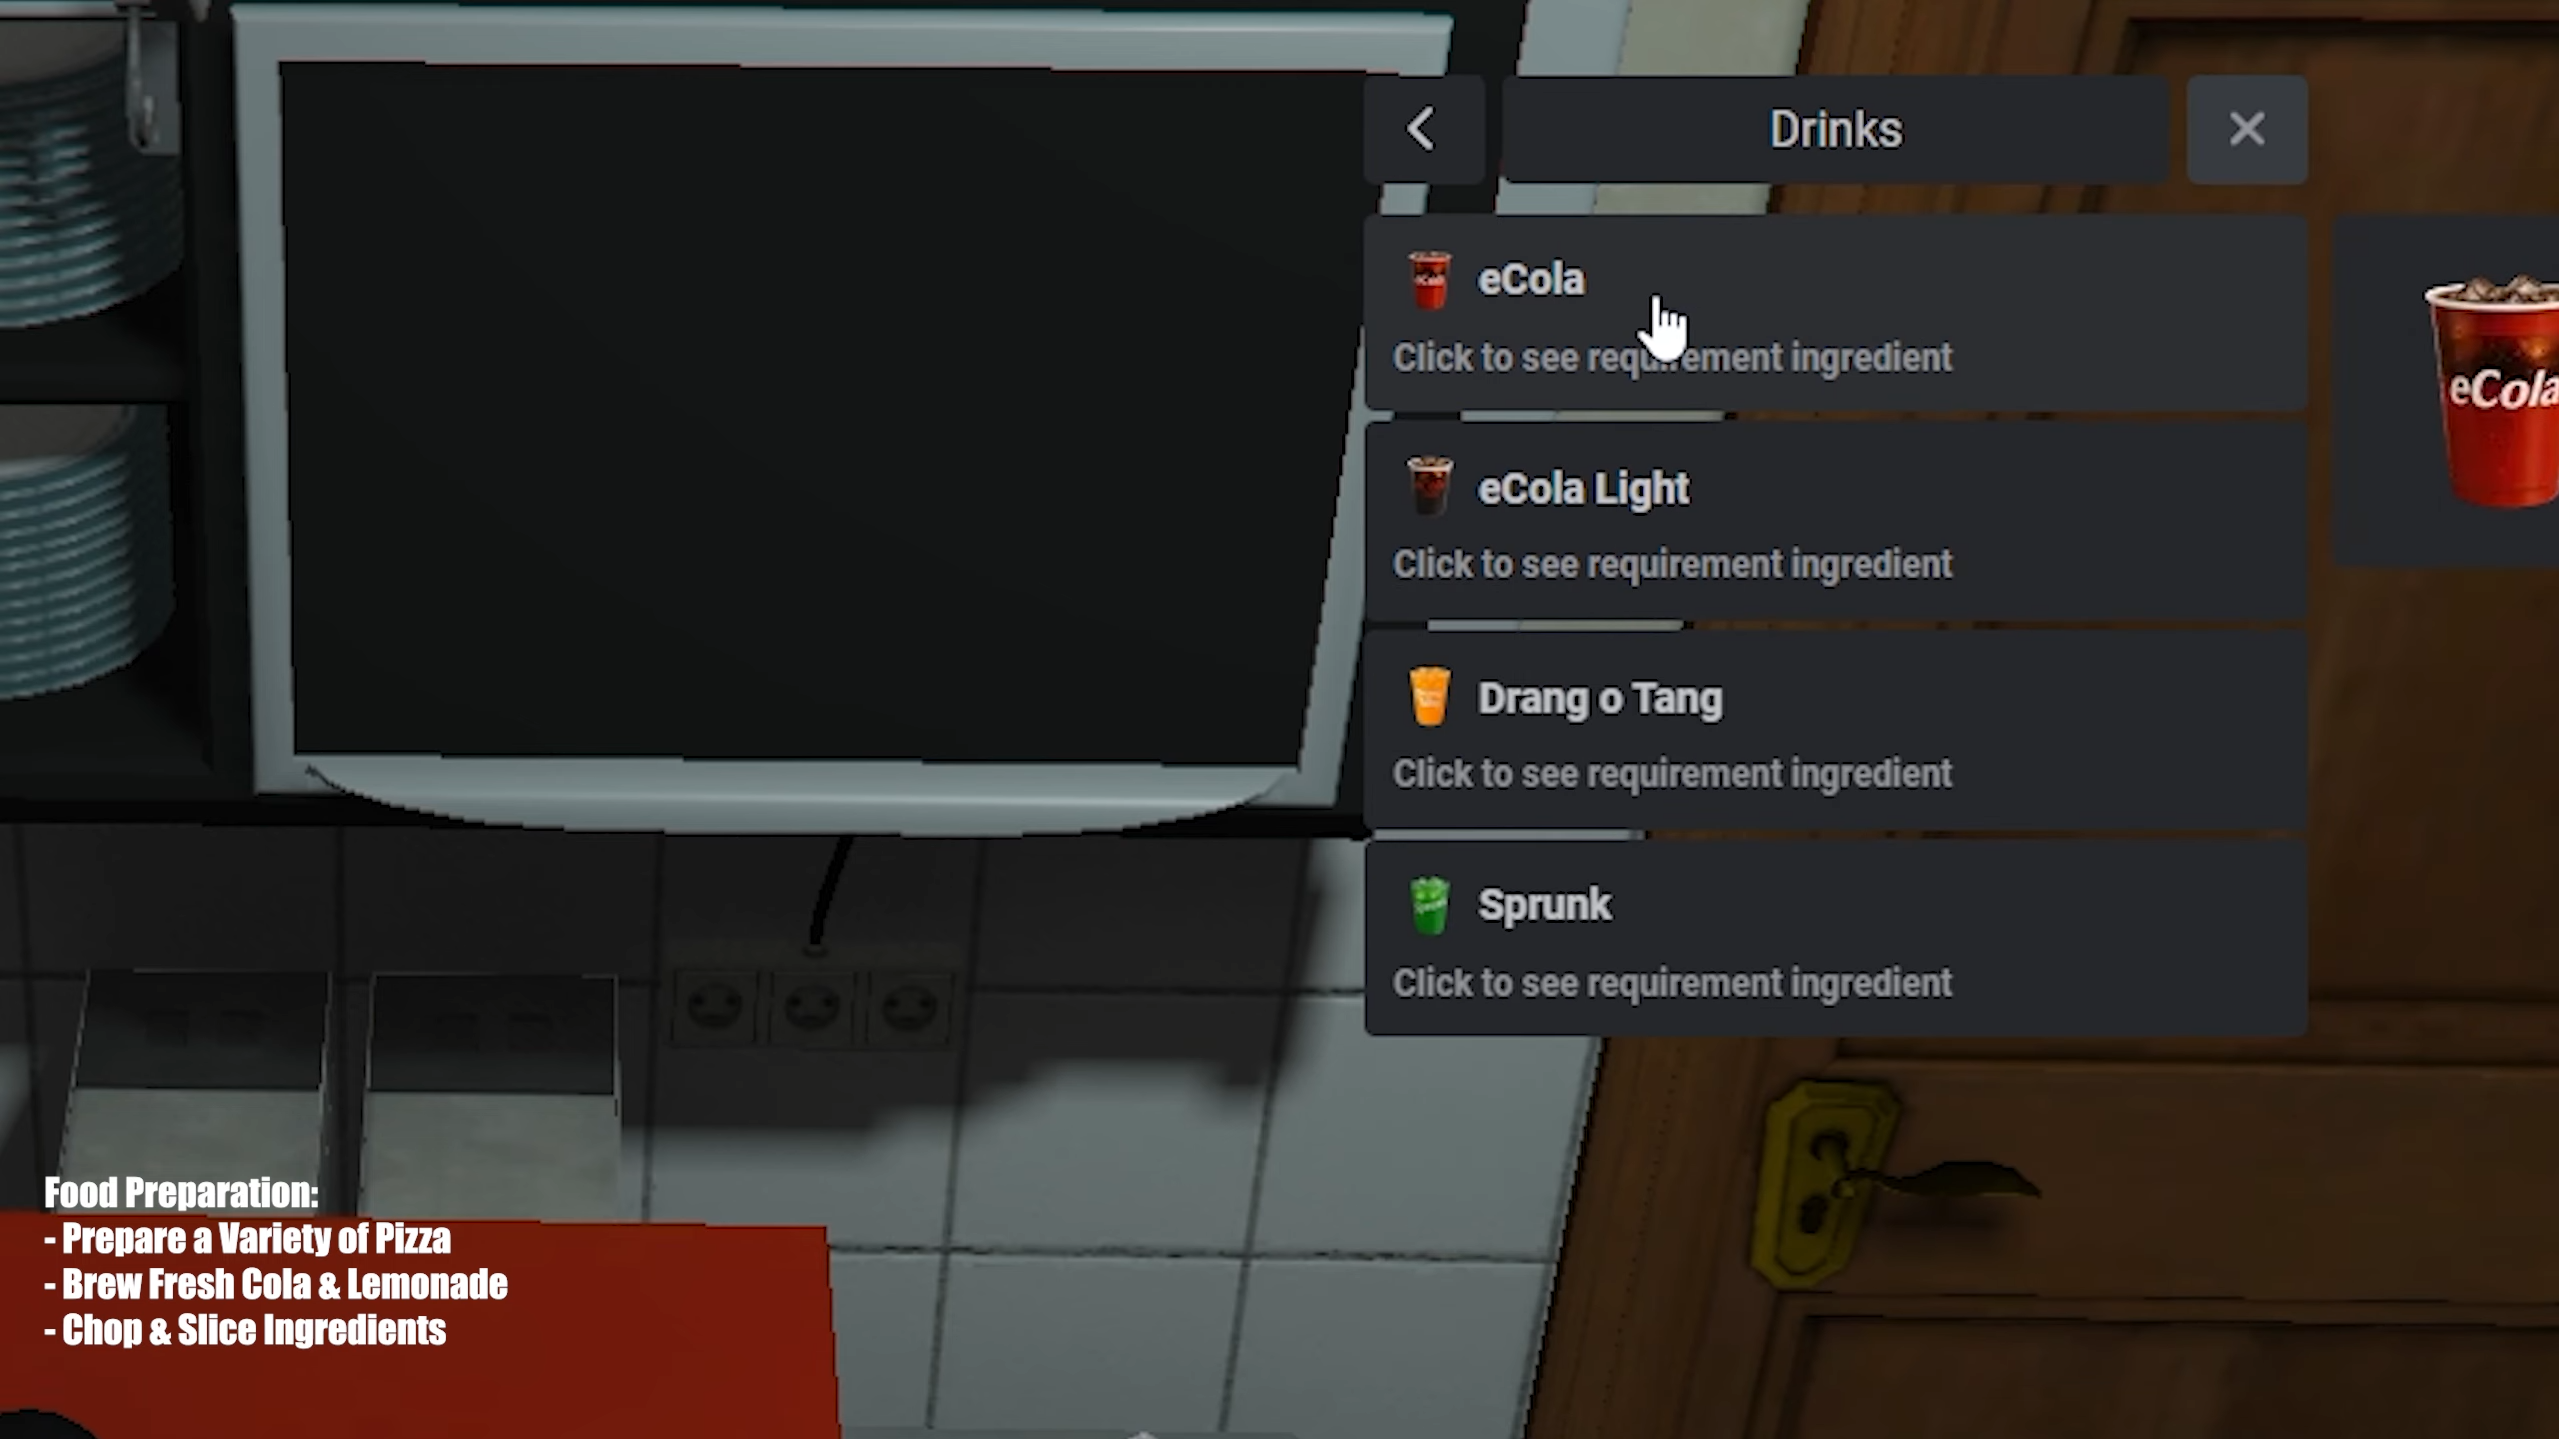 Drinks
eCola
Click to see requirement ingredient
eCola
eCola Light
Click to see requirement ingredient
Drang o Tang
Click to see requirement ingredient
Sprunk
Click to see requirement ingredient
Food Preparation:
- Prepare a Variety of Pizza
- Brew Fresh Cola & Lemonade
- Chop & Slice Ingredients